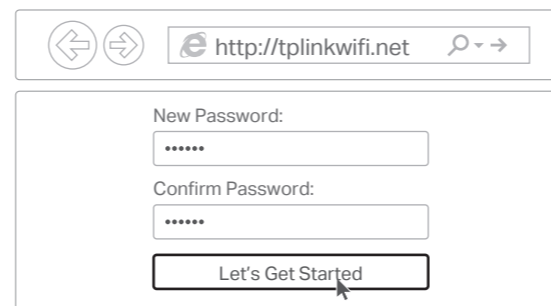 http://tplinkwifi.net
New Password:
••••••
Confirm Password:
••••••
Let's Get Started